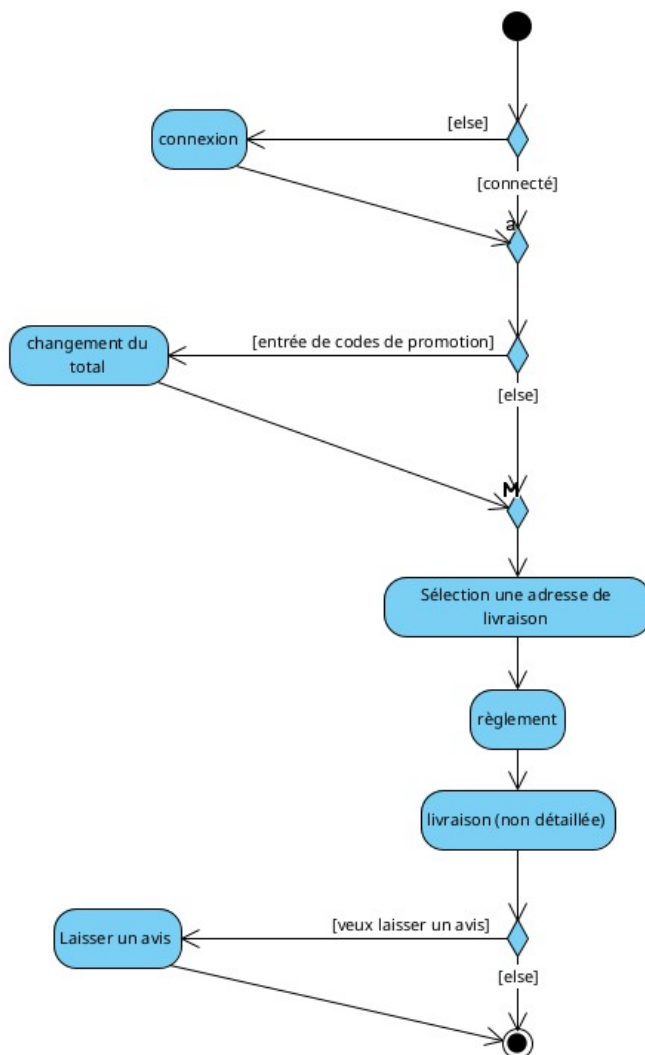 [else]
connexion
[connecté]
a
[entrée de codes de promotion]
changement du
total
[else]
M
Sélection une adresse de
livraison
règlement
livraison (non détaillée)
[veux laisser un avis]
Laisser un avis
[else]